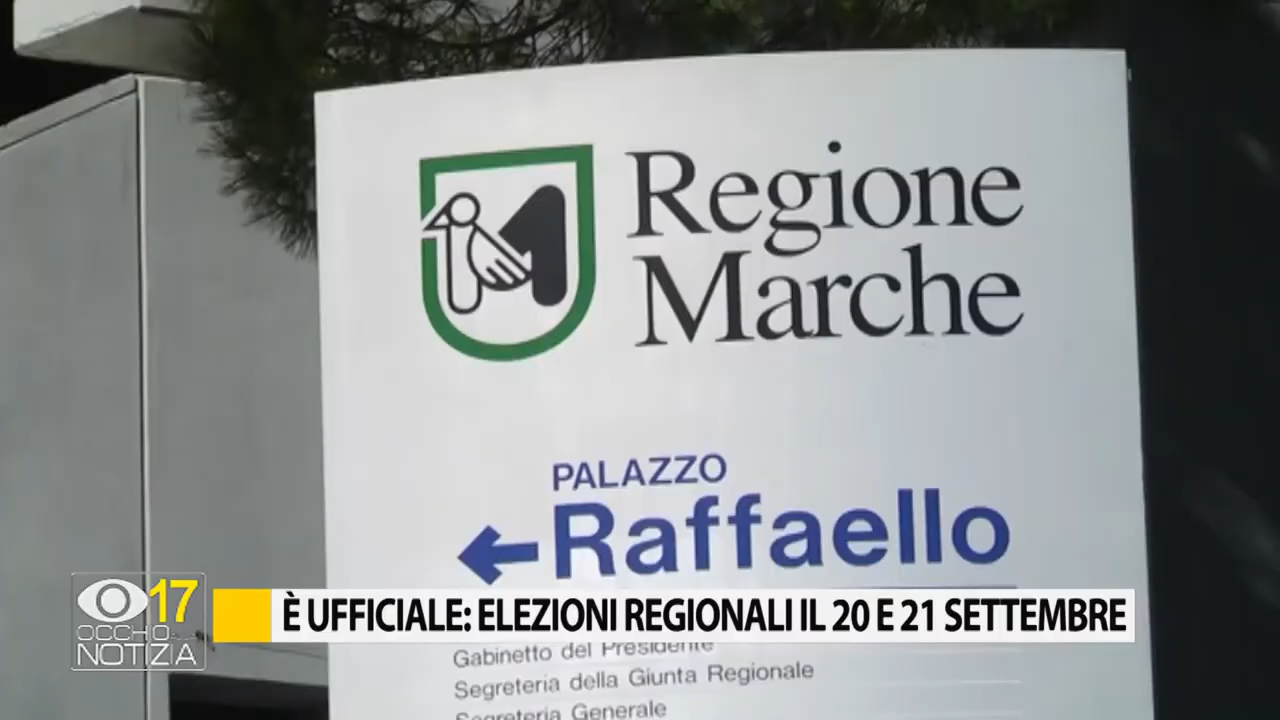 Regione
Marche
PALAZZO
Raffaello
17
OCCHIO
NOTIZIA
È UFFICIALE: ELEZIONI REGIONALI IL 20 E 21 SETTEMBRE
Gabinetto del Presidente
Segreteria della Giunta Regionale
Segreteria Generale